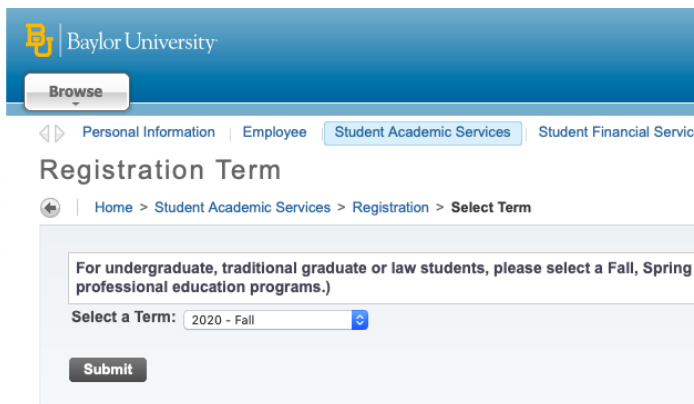 BU Baylor University
Browse
Personal Information Employee Student Academic Services Student Financial Servic
Registration Term
Home > Student Academic Services > Registration > Select Term
For undergraduate, traditional graduate or law students, please select a Fall, Spring
professional education programs.)
Select a Term: 2020 - Fall
Submit